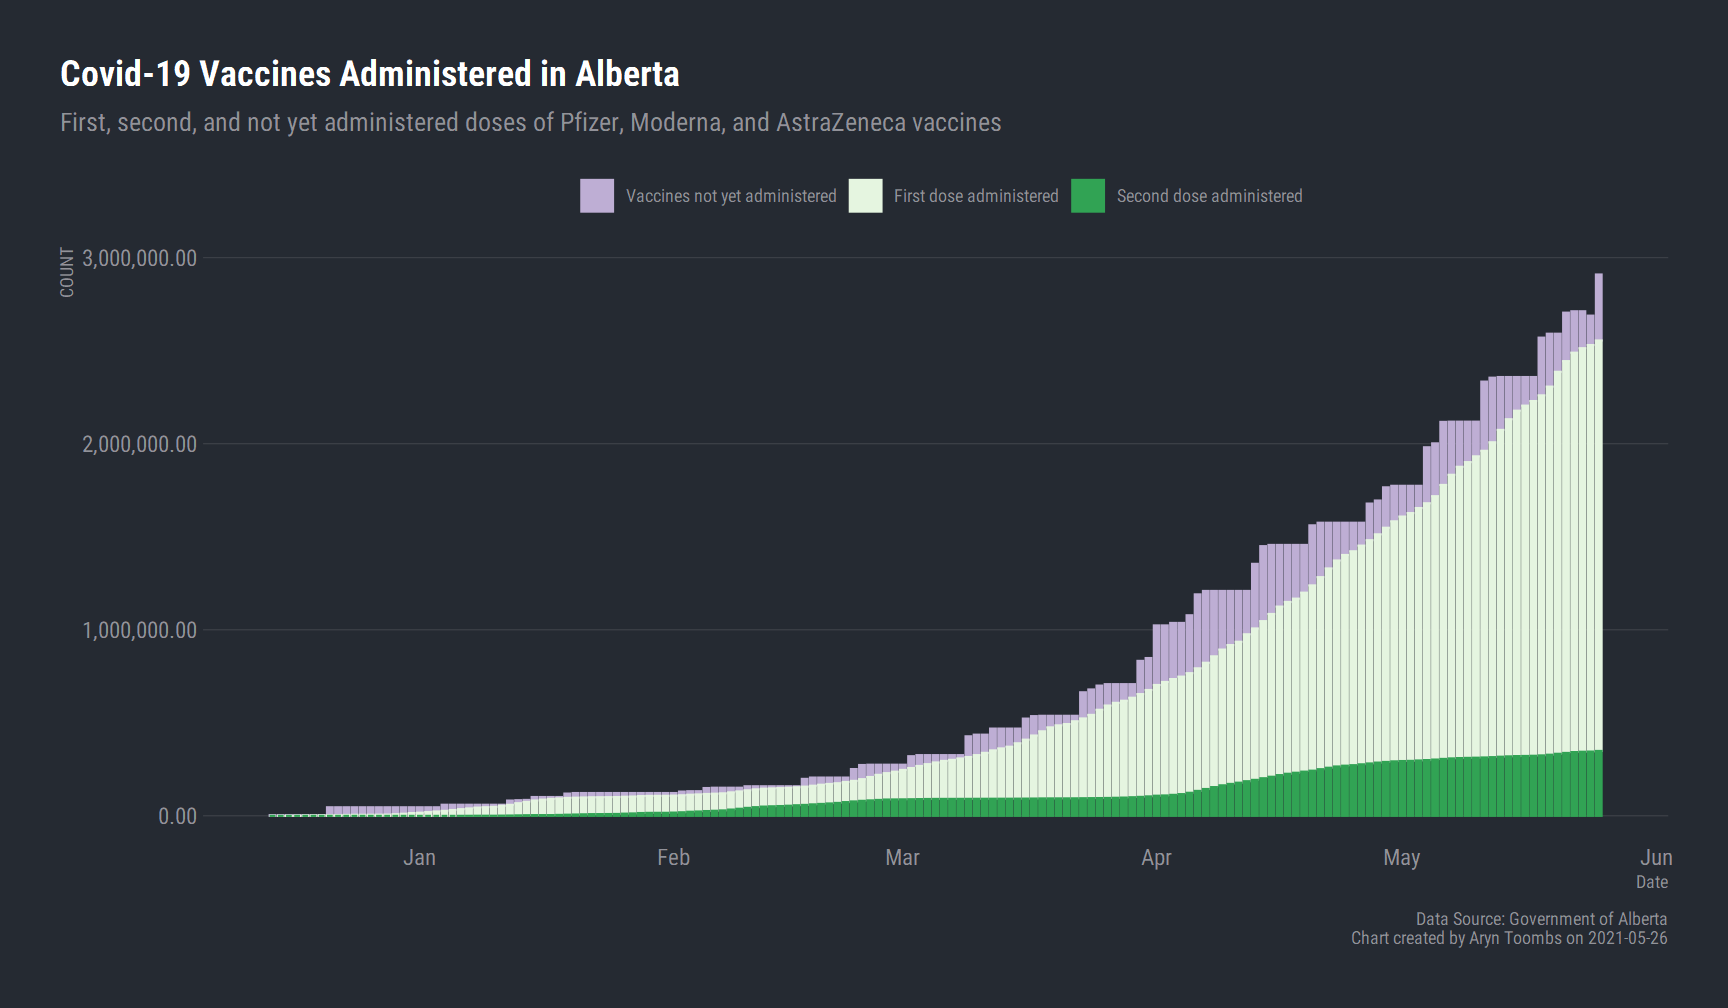 Covid-19 Vaccines Administered in Alberta
First, second, and not yet administered doses of Pfizer, Moderna, and AstraZeneca vaccines
Vaccines not yet administered First dose administered Second dose administered
COUNT
3,000,000.00
2,000,000.00
1,000,000.00
0.00
Jan Feb Mar Apr May Jun
Date
Data Source: Government of Alberta
Chart created by Aryn Toombs on 2021-05-26